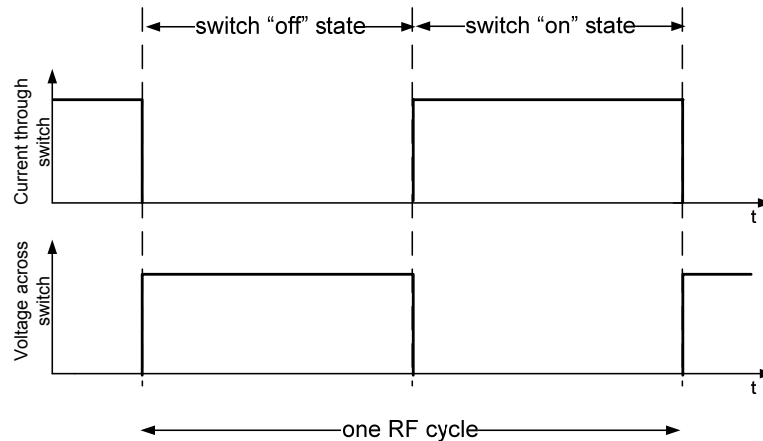 switch “off” state
switch “on” state
Current through
switch
t
Voltage across
switch
t
one RF cycle